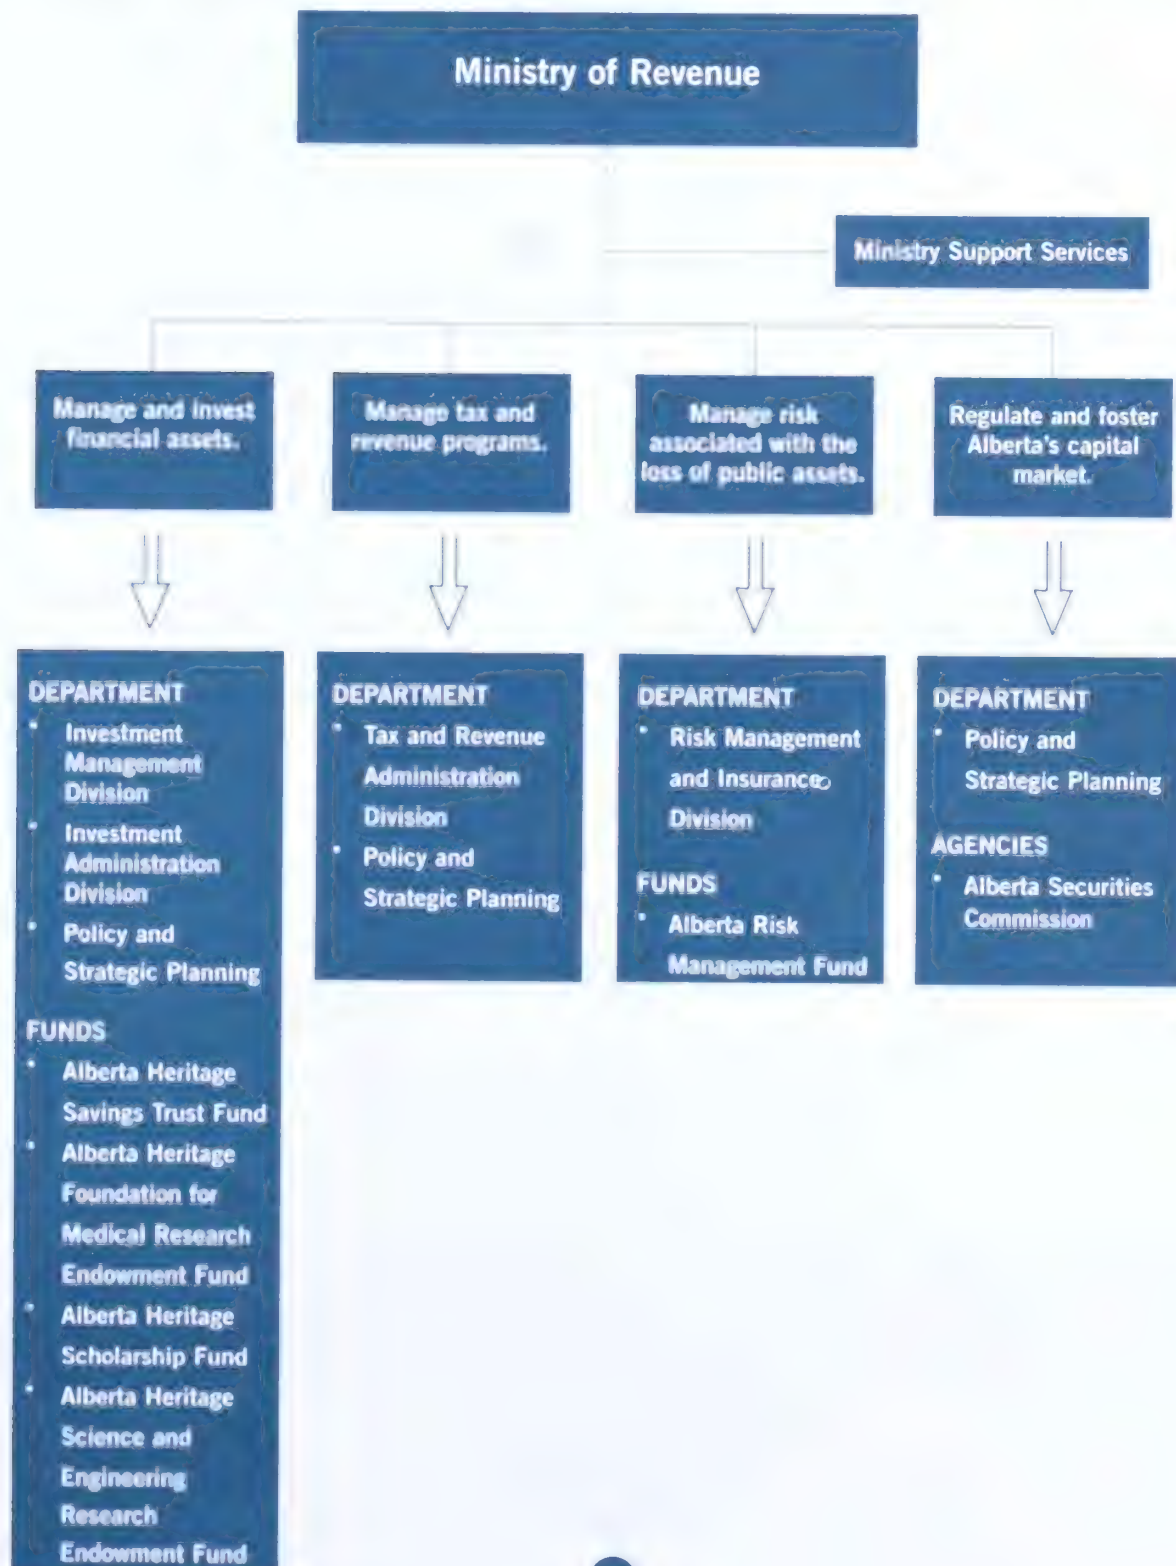 Ministry of Revenue
Ministry Support Services
Manage and invest
financial assets.
Manage tax and
revenue programs.
Manage risk
associated with the
loss of public assets.
Regulate and foster
Alberta's capital
market.
DEPARTMENT
• Investment
Management
Division
• Investment
Administration
Division
• Policy and
Strategic Planning
FUNDS
• Alberta Heritage
Savings Trust Fund
• Alberta Heritage
Foundation for
Medical Research
Endowment Fund
• Alberta Heritage
Scholarship Fund
• Alberta Heritage
Science and
Engineering
Research
Endowment Fund
DEPARTMENT
• Tax and Revenue
Administration
Division
• Policy and
Strategic Planning
DEPARTMENT
• Risk Management
and Insurance
Division
FUNDS
• Alberta Risk
Management Fund
DEPARTMENT
• Policy and
Strategic Planning
AGENCIES
• Alberta Securities
Commission